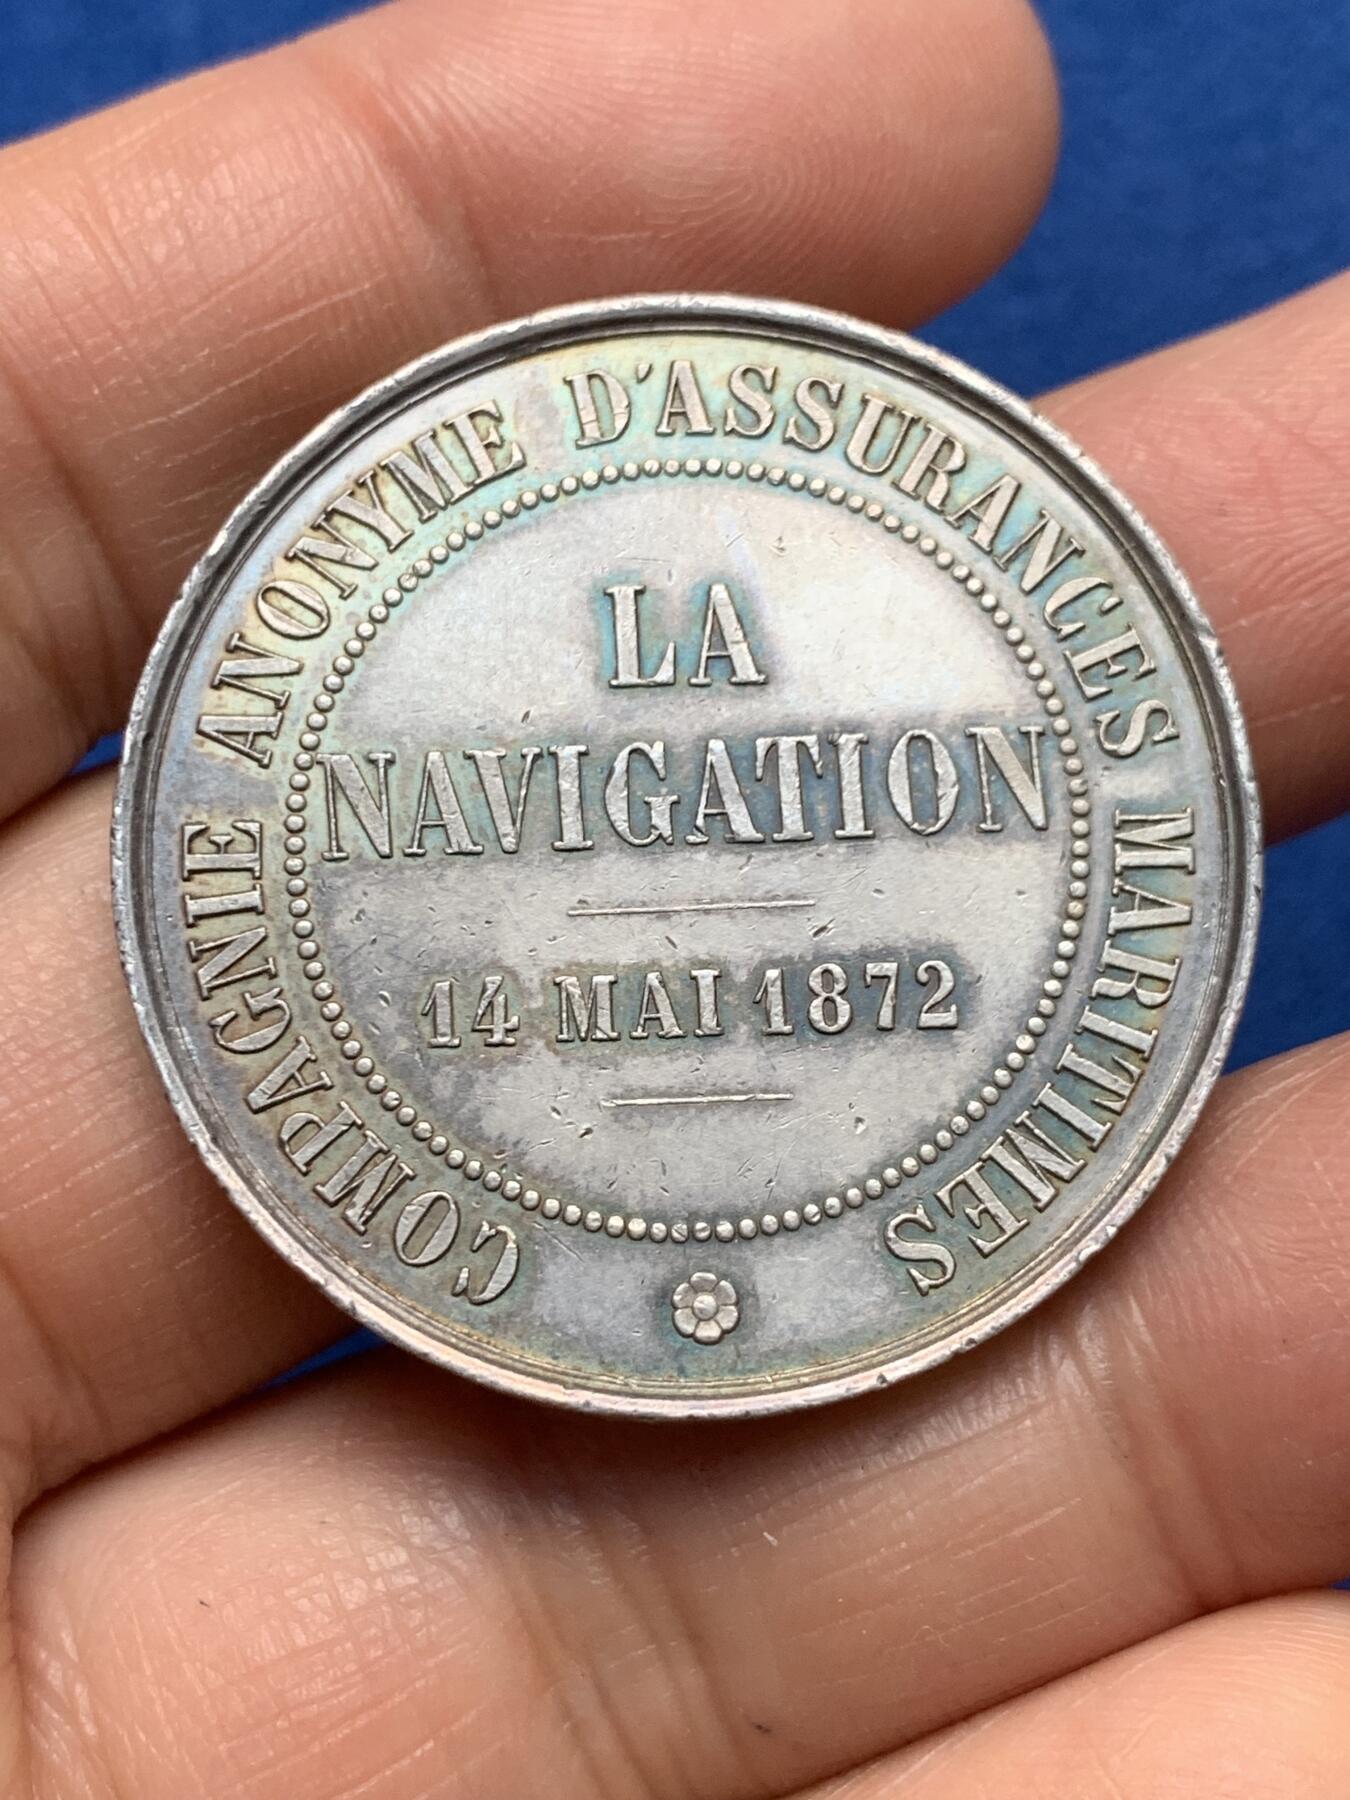 COMPAGNIE ANONYME D'ASSURANCES MARITIMES
LA
NAVIGATION
14 MAI 1872